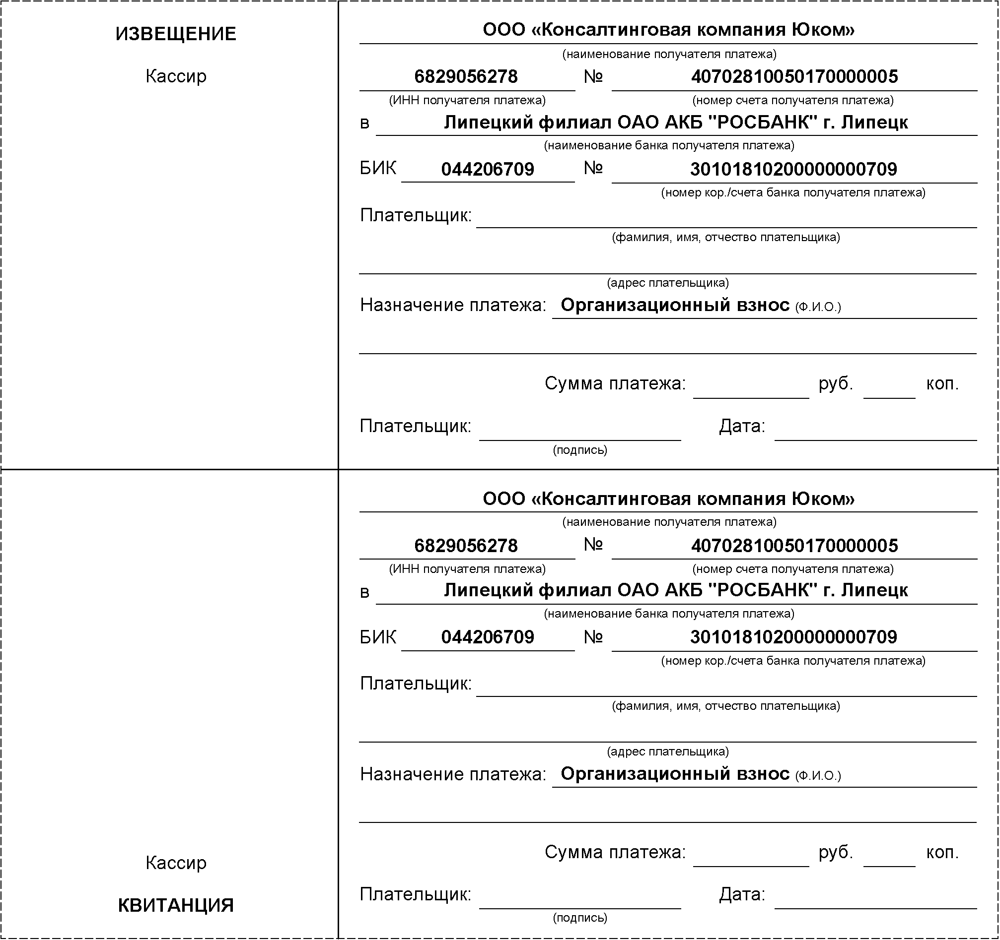 ИЗВЕЩЕНИЕ
Кассир
ООО «Консалтинговая компания Юком»
(наименование получателя платежа)
6829056278 № 40702810050170000005
(ИНН получателя платежа) (номер счета получателя платежа)
в Липецкий филиал ОАО АКБ "РОСБАНК" г. Липецк
(наименование банка получателя платежа)
БИК 044206709 № 30101810200000000709
(номер кор./счета банка получателя платежа)
Плательщик:
(фамилия, имя, отчество плательщика)
(адрес плательщика)
Назначение платежа: Организационный взнос (Ф.И.О.)
Сумма платежа: руб. коп.
Плательщик: Дата:
(подпись)
ООО «Консалтинговая компания Юком»
(наименование получателя платежа)
6829056278 № 40702810050170000005
(ИНН получателя платежа) (номер счета получателя платежа)
в Липецкий филиал ОАО АКБ "РОСБАНК" г. Липецк
(наименование банка получателя платежа)
БИК 044206709 № 30101810200000000709
(номер кор./счета банка получателя платежа)
Плательщик:
(фамилия, имя, отчество плательщика)
(адрес плательщика)
Назначение платежа: Организационный взнос (Ф.И.О.)
Сумма платежа: руб. коп.
Плательщик: Дата:
(подпись)
Кассир
КВИТАНЦИЯ